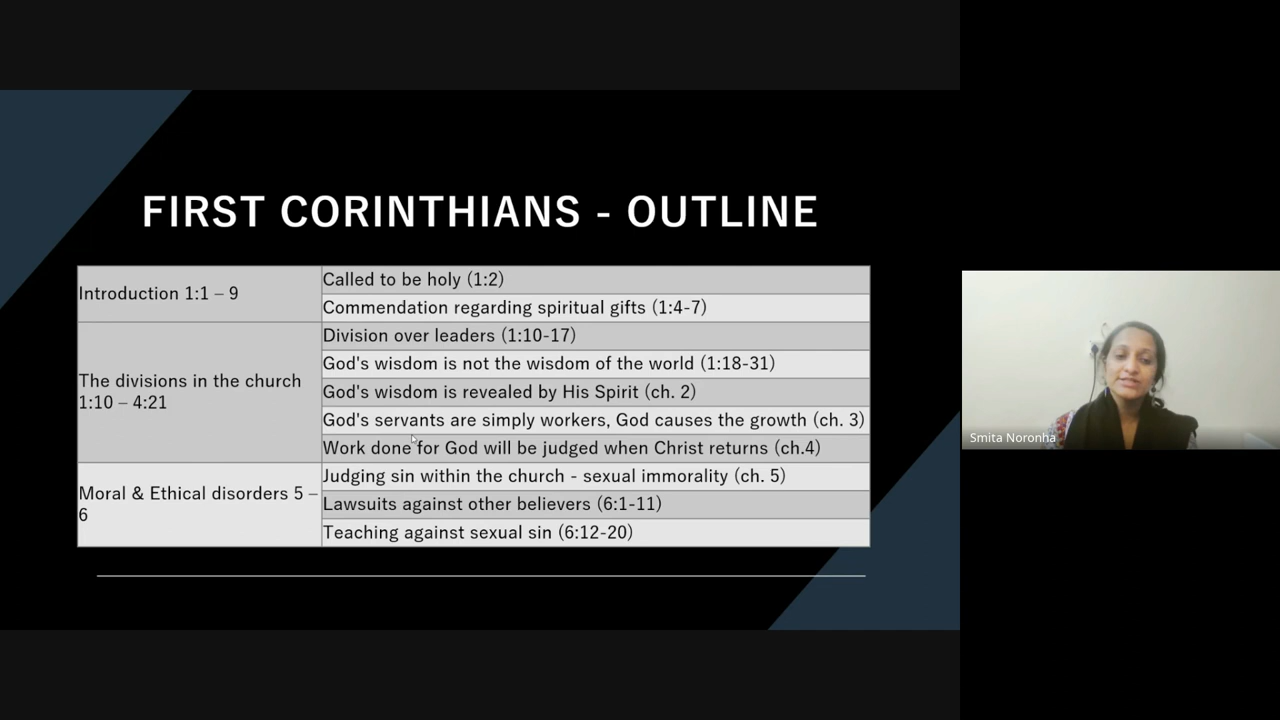 FIRST CORINTHIANS - OUTLINE
Introduction 1:1 – 9
Called to be holy (1:2)
Commendation regarding spiritual gifts (1:4-7)
The divisions in the church
1:10 – 4:21
Division over leaders (1:10-17)
God's wisdom is not the wisdom of the world (1:18-31)
God's wisdom is revealed by His Spirit (ch. 2)
God's servants are simply workers, God causes the growth (ch. 3)
Work done for God will be judged when Christ returns (ch.4)
Moral & Ethical disorders 5 –
6
Judging sin within the church - sexual immorality (ch. 5)
Lawsuits against other believers (6:1-11)
Teaching against sexual sin (6:12-20)
Smita Noronha